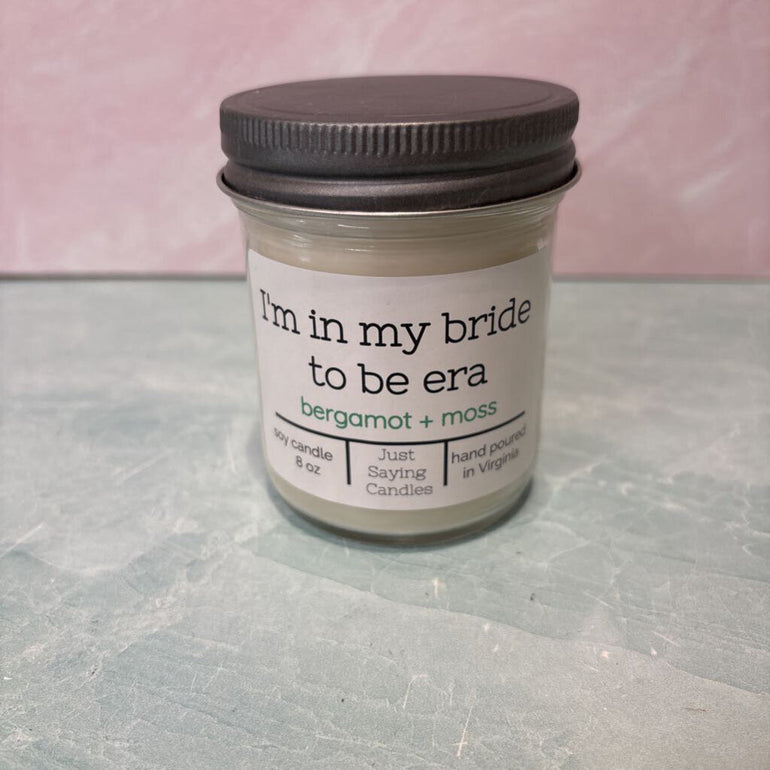 I'm in my bride
to be era
bergamot + moss
soy candle
8 oz
Just
Saying
Candles
hand poured
in Virginia